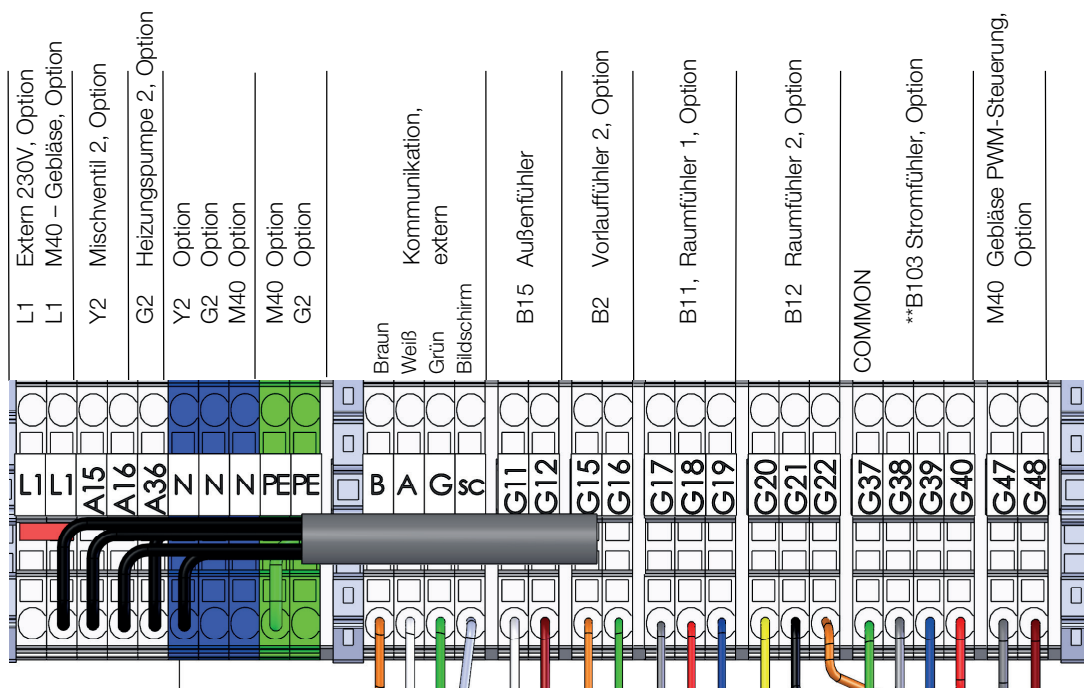 L1 Extern 230V, Option
L1 M40 – Gebläse, Option
Y2 Mischventil 2, Option
G2 Heizungspumpe 2, Option
Y2 Option
G2 Option
M40 Option
M40 Option
G2 Option
Braun
Weiß
Grün
Bildschirm
Kommunikation,
extern
B15 Außenfühler
B2 Vorlauffühler 2, Option
B11, Raumfühler 1, Option
B12 Raumfühler 2, Option
COMMON
**B103 Stromfühler, Option
M40 Gebläse PWM-Steuerung,
Option
L1 L1 A15 A16 A36 N N N PE PE B A G SC G11 G12 G15 G16 G17 G18 G19 G20 G21 G22 G37 G38 G39 G40 G47 G48